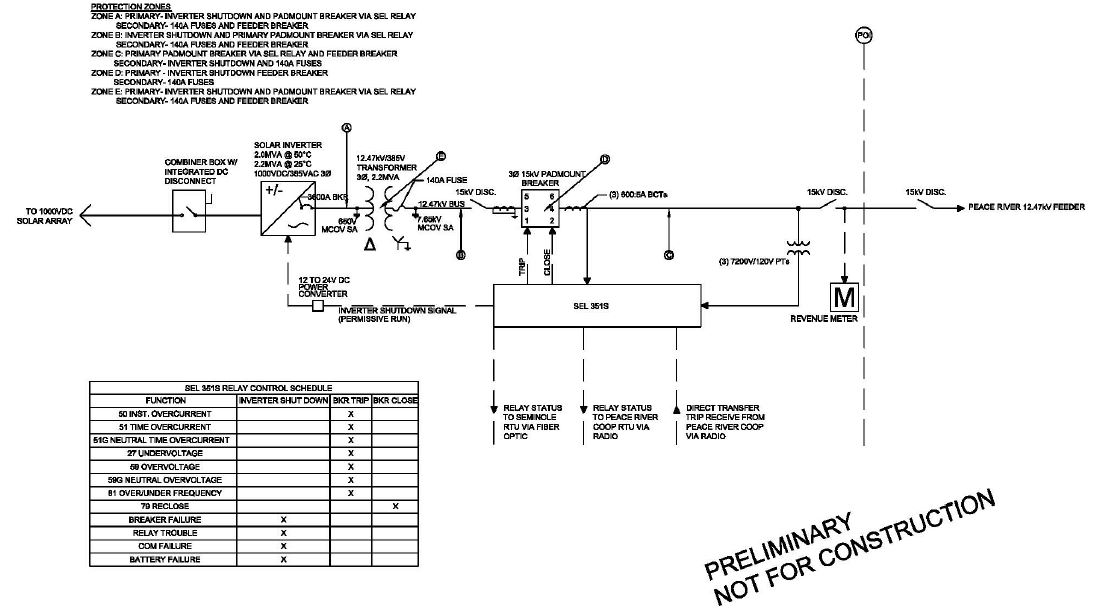 PROTECTION ZONES
ZONE A: PRIMARY- INVERTER SHUTDOWN AND PADMOUNT BREAKER VIA SEL RELAY
SECONDARY- 140A FUSES AND FEEDER BREAKER
ZONE B: INVERTER SHUTDOWN AND PRIMARY PADMOUNT BREAKER VIA SEL RELAY
SECONDARY- 140A FUSES AND FEEDER BREAKER
ZONE C: PRIMARY PADMOUNT BREAKER VIA SEL RELAY AND FEEDER BREAKER
SECONDARY- INVERTER SHUTDOWN AND 140A FUSES
ZONE D: PRIMARY - INVERTER SHUTDOWN FEEDER BREAKER
SECONDARY- 140A FUSES
ZONE E: PRIMARY- INVERTER SHUTDOWN AND PADMOUNT BREAKER VIA SEL RELAY
SECONDARY- 140A FUSES AND FEEDER BREAKER
POI
A
COMBINER BOX W/
INTEGRATED DC
DISCONNECT
SOLAR INVERTER
2.0MVA @ 50°C
2.2MVA @ 25°C
1000VDC/385VAC 3Ø
+/-
3600A BKR
12.47kV/385V
TRANSFORMER
3Ø, 2.2MVA
E
140A FUSE
12.47kV BUS
650V
MCOV SA
7.65kV
MCOV SA
Δ
B
15kV DISC.
3Ø 15kV PADMOUNT
BREAKER
5 6
3 4
1 2
D
(3) 600:5A BCTs
C
15kV DISC.
15kV DISC.
TO 1000VDC
SOLAR ARRAY
PEACE RIVER 12.47kV FEEDER
TRIP
CLOSE
(3) 7200V/120V PTs
M
REVENUE METER
12 TO 24V DC
POWER
CONVERTER
INVERTER SHUTDOWN SIGNAL
(PERMISSIVE RUN)
SEL 351S
RELAY STATUS
TO SEMINOLE
RTU VIA FIBER
OPTIC
RELAY STATUS
TO PEACE RIVER
COOP RTU VIA
RADIO
DIRECT TRANSFER
TRIP RECEIVE FROM
PEACE RIVER COOP
VIA RADIO
SEL 351S RELAY CONTROL SCHEDULE
FUNCTION INVERTER SHUT DOWN BKR TRIP BKR CLOSE
50 INST. OVERCURRENT X
51 TIME OVERCURRENT X
51G NEUTRAL TIME OVERCURRENT X
27 UNDERVOLTAGE X
59 OVERVOLTAGE X
59G NEUTRAL OVERVOLTAGE X
81 OVER/UNDER FREQUENCY X
79 RECLOSE X
BREAKER FAILURE X
RELAY TROUBLE X
COM FAILURE X
BATTERY FAILURE X
PRELIMINARY
NOT FOR CONSTRUCTION